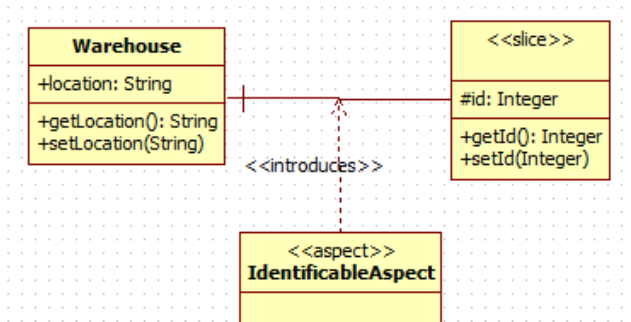 Warehouse
+location: String
+getLocation(): String
+setLocation(String)
<<slice>>
#id: Integer
+getId(): Integer
+setId(Integer)
<<introduces>>
<<aspect>>
IdentificableAspect